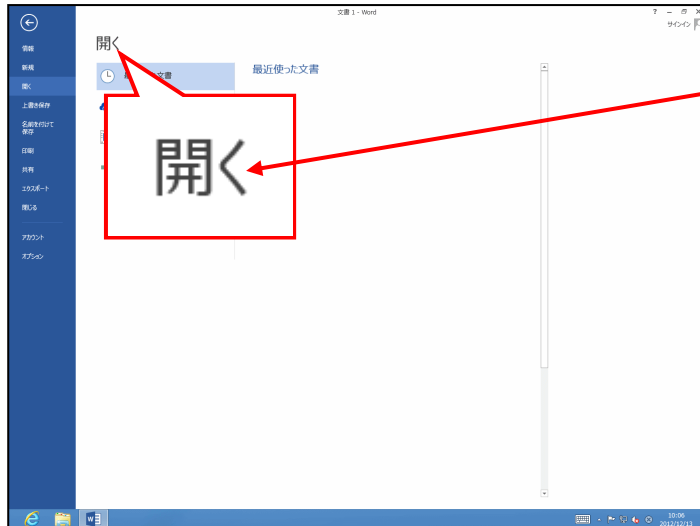 文書 1 - Word
?
サインイン
情報
新規
開く
上書き保存
名前を付けて
保存
印刷
共有
エクスポート
閉じる
アカウント
オプション
開く
文書
最近使った文書
開く
10:06
2012/12/13